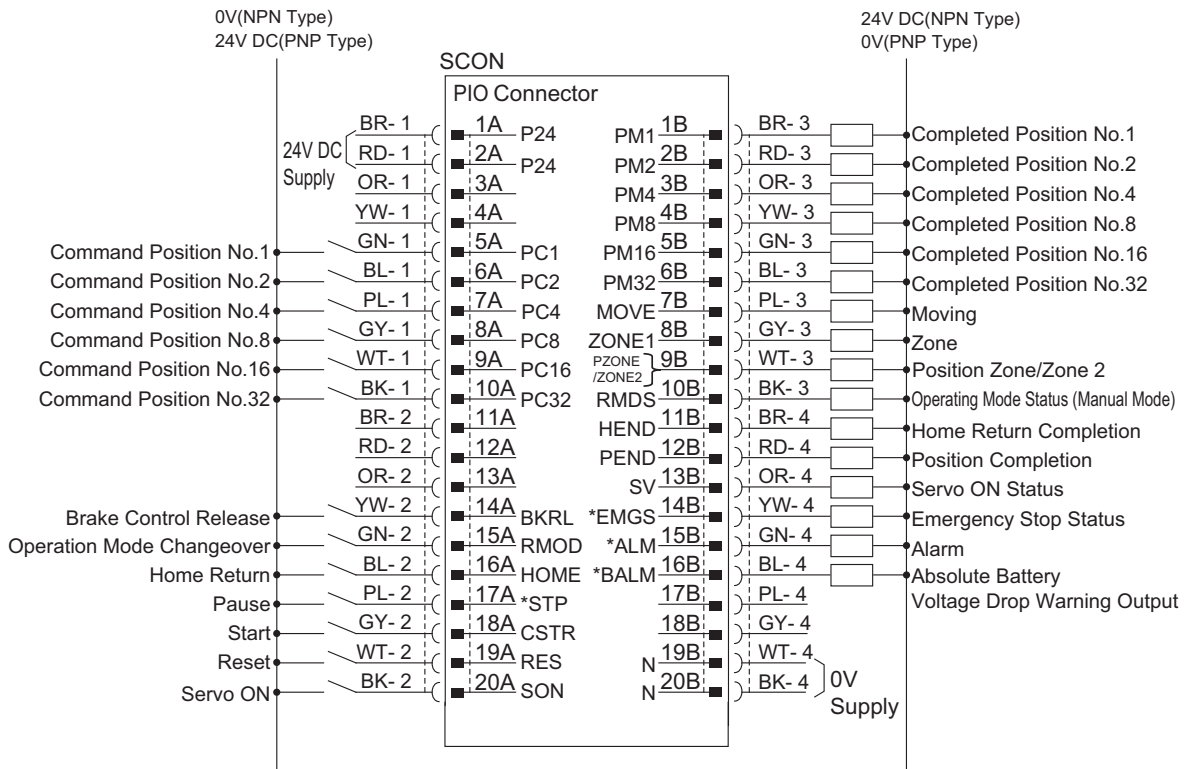 0V(NPN Type)
24V DC(PNP Type)
24V DC(NPN Type)
0V(PNP Type)
SCON
PIO Connector
24V DC
Supply
BR- 1 1A P24 PM1 1B BR- 3 Completed Position No.1
RD- 1 2A P24 PM2 2B RD- 3 Completed Position No.2
OR- 1 3A PM4 3B OR- 3 Completed Position No.4
YW- 1 4A PM8 4B YW- 3 Completed Position No.8
Command Position No.1 GN- 1 5A PC1 PM16 5B GN- 3 Completed Position No.16
Command Position No.2 BL- 1 6A PC2 PM32 6B BL- 3 Completed Position No.32
Command Position No.4 PL- 1 7A PC4 MOVE 7B PL- 3 Moving
Command Position No.8 GY- 1 8A PC8 ZONE1 8B GY- 3 Zone
Command Position No.16 WT- 1 9A PC16 PZONE /ZONE2 9B WT- 3 Position Zone/Zone 2
Command Position No.32 BK- 1 10A PC32 RMDS 10B BK- 3 Operating Mode Status (Manual Mode)
BR- 2 11A HEND 11B BR- 4 Home Return Completion
RD- 2 12A PEND 12B RD- 4 Position Completion
OR- 2 13A SV 13B OR- 4 Servo ON Status
Brake Control Release YW- 2 14A BKRL *EMGS 14B YW- 4 Emergency Stop Status
Operation Mode Changeover GN- 2 15A RMOD *ALM 15B GN- 4 Alarm
Home Return BL- 2 16A HOME *BALM 16B BL- 4 Absolute Battery
Voltage Drop Warning Output
Pause PL- 2 17A *STP 17B PL- 4
Start GY- 2 18A CSTR 18B GY- 4
Reset WT- 2 19A RES N 19B WT- 4
Servo ON BK- 2 20A SON N 20B BK- 4
0V
Supply